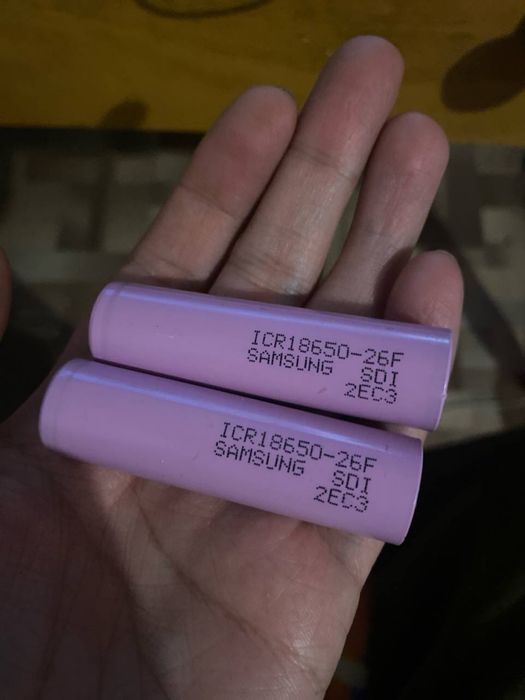 ICR18650-26F
SAMSUNG SDI
2EC3
ICR18650-26F
SAMSUNG SDI
2EC3